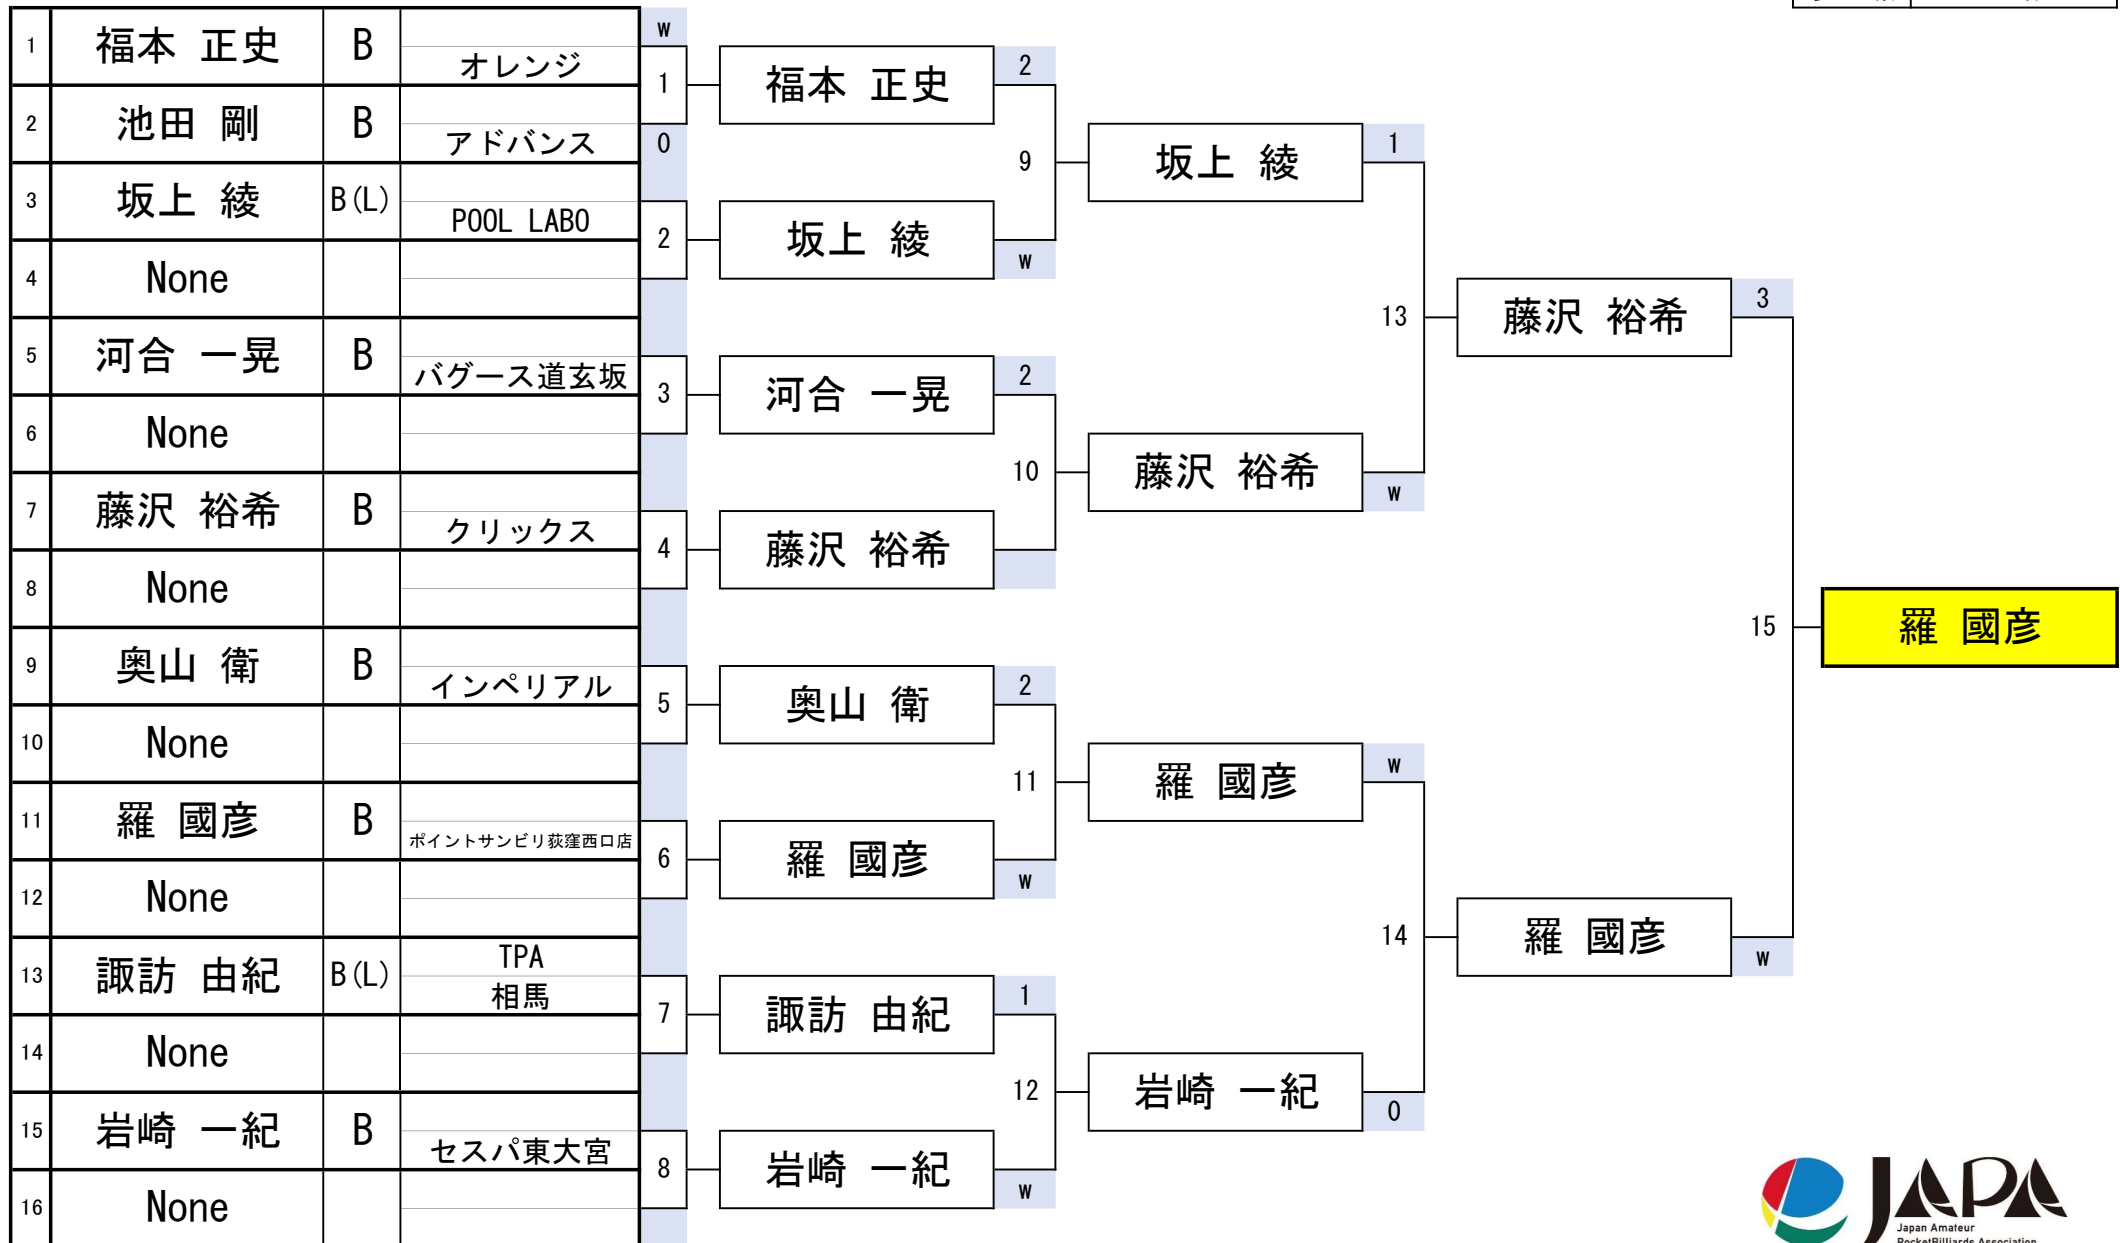 1 福本 正史 B オレンジ
2 池田 剛 B アドバンス
3 坂上 綾 B(L) POOL LABO
4 None
5 河合 一晃 B バグース道玄坂
6 None
7 藤沢 裕希 B クリックス
8 None
9 奥山 衛 B インペリアル
10 None
11 羅 國彦 B ポイントサンビリ荻窪西口店
12 None
13 諏訪 由紀 B(L) TPA
相馬
14 None
15 岩崎 一紀 B セスパ東大宮
16 None
W
1
0
2
3
4
5
6
7
8
福本 正史 2
9
坂上 綾 W
河合 一晃 2
10
藤沢 裕希
奥山 衛 2
11
羅 國彦 W
諏訪 由紀 1
12
岩崎 一紀 W
坂上 綾 1
13
藤沢 裕希 W
羅 國彦 W
14
岩崎 一紀 0
藤沢 裕希 3
15
羅 國彦 W
羅 國彦
JAPA
Japan Amateur
PocketBilliards Association